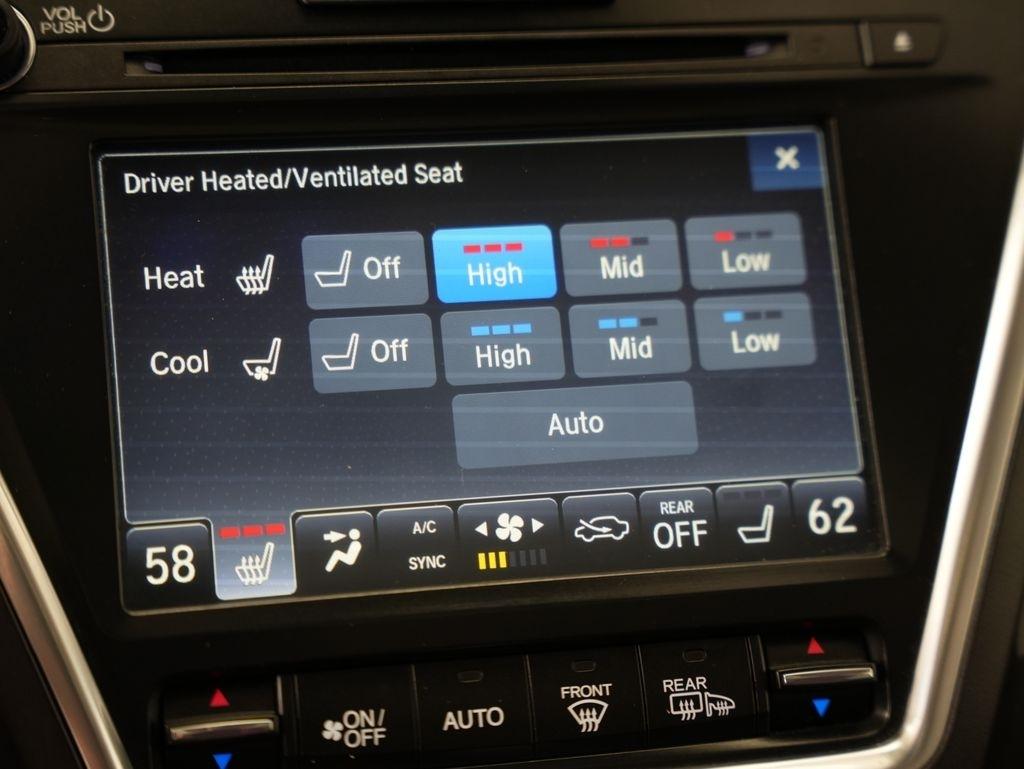 VOL
PUSH
Driver Heated/Ventilated Seat
Heat Off High Mid Low
Cool Off High Mid Low
Auto
58 A/C SYNC REAR OFF 62
ON/
OFF
AUTO
FRONT
REAR